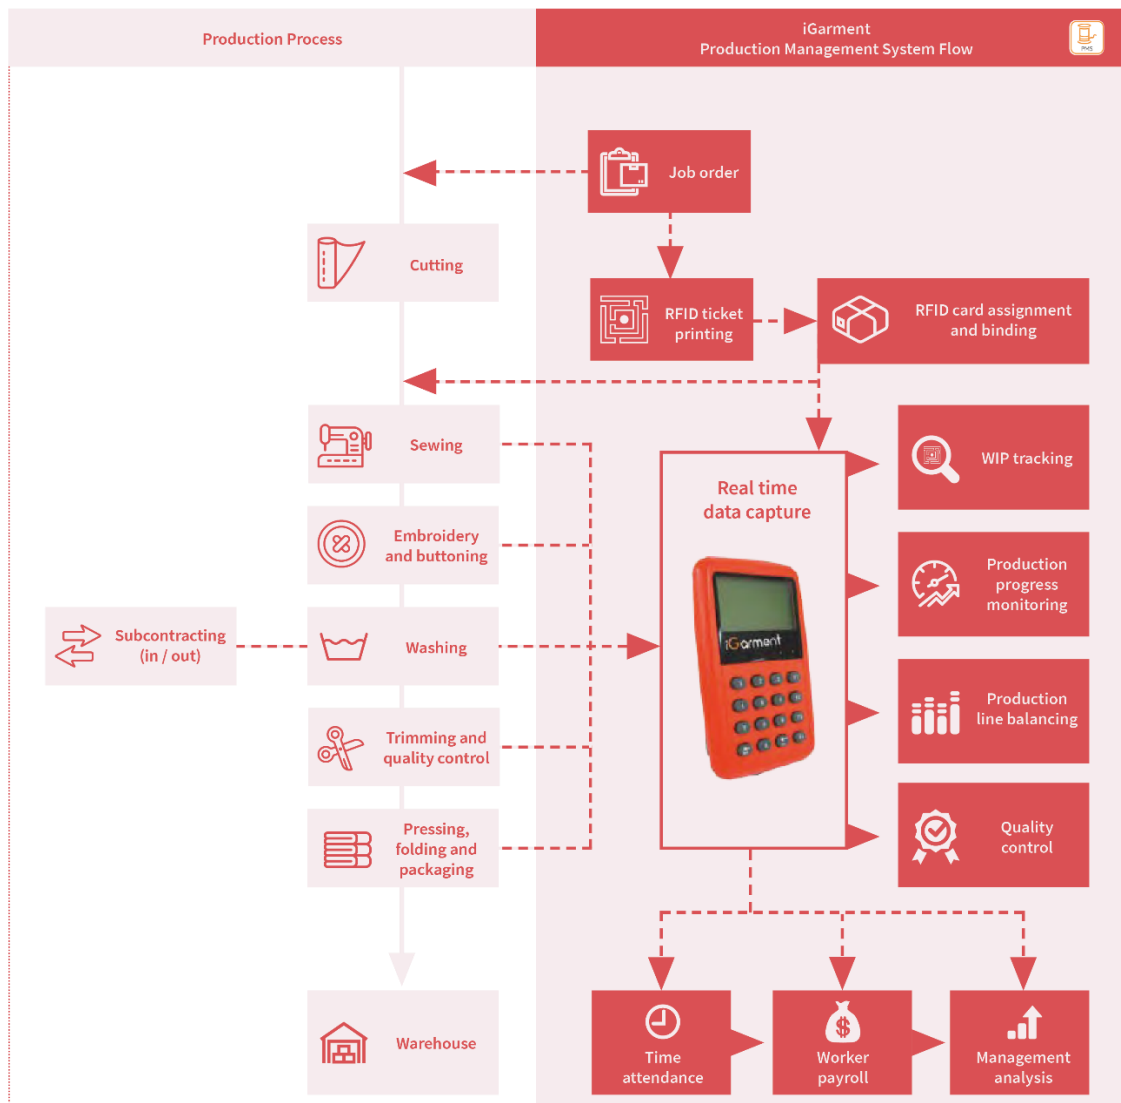 Production Process
iGarment
Production Management System Flow
PMS
Job order
Cutting
RFID ticket
printing
RFID card assignment
and binding
Sewing
WIP tracking
Real time
data capture
Embroidery
and buttoning
Production
progress
monitoring
iGarment
Subcontracting
(in / out)
Washing
Production
line balancing
Trimming and
quality control
Pressing,
folding and
packaging
Quality
control
Warehouse
Time
attendance
$
Worker
payroll
Management
analysis